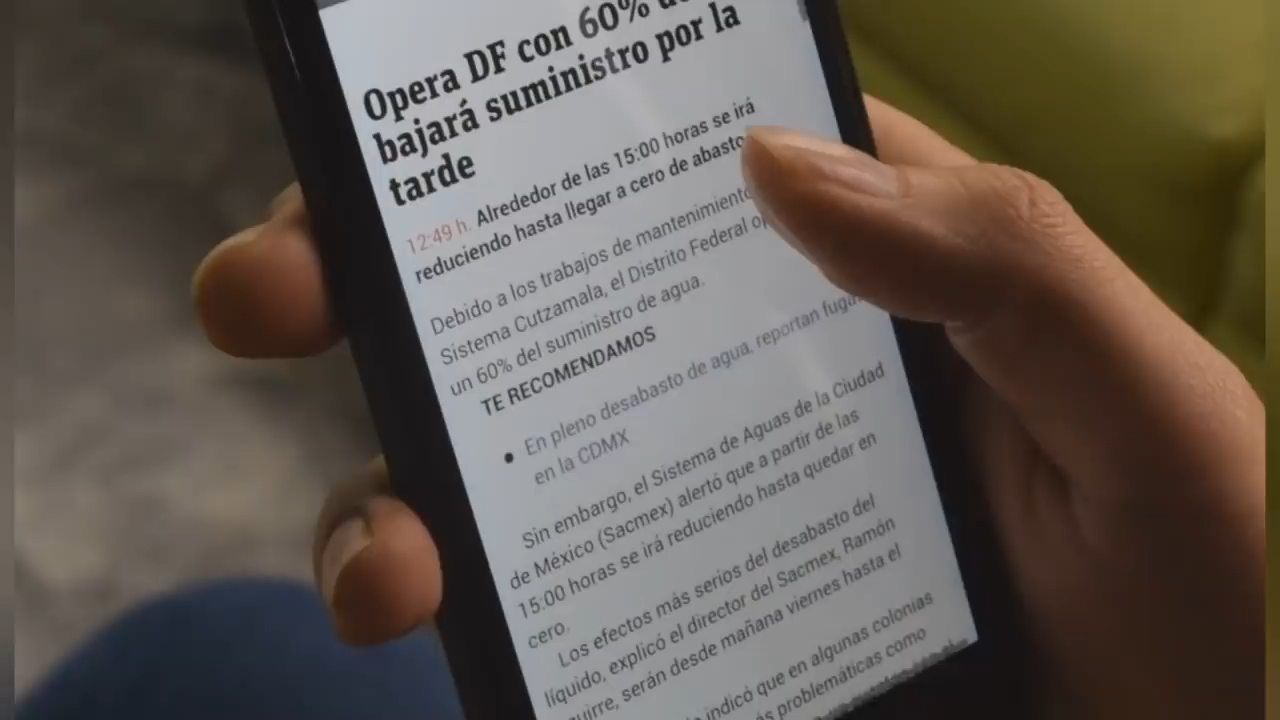 Opera DF con 60%
bajará suministro por la
tarde
12:49 h. Alrededor de las 15:00 horas se irá
reduciendo hasta llegar a cero de abasto
Debido a los trabajos de mantenimiento
Sistema Cutzamala, el Distrito Federal
un 60% del suministro de agua.
TE RECOMENDAMOS
• En pleno desabasto de agua, reportan fugas
en la CDMX
Sin embargo, el Sistema de Aguas de la Ciudad
de México (Sacmex) alertó que a partir de las
15:00 horas se irá reduciendo hasta quedar en
cero.
Los efectos más serios del desabasto del
líquido, explicó el director del Sacmex, Ramón
serán desde mañana viernes hasta el
indicó que en algunas colonias
problemáticas como